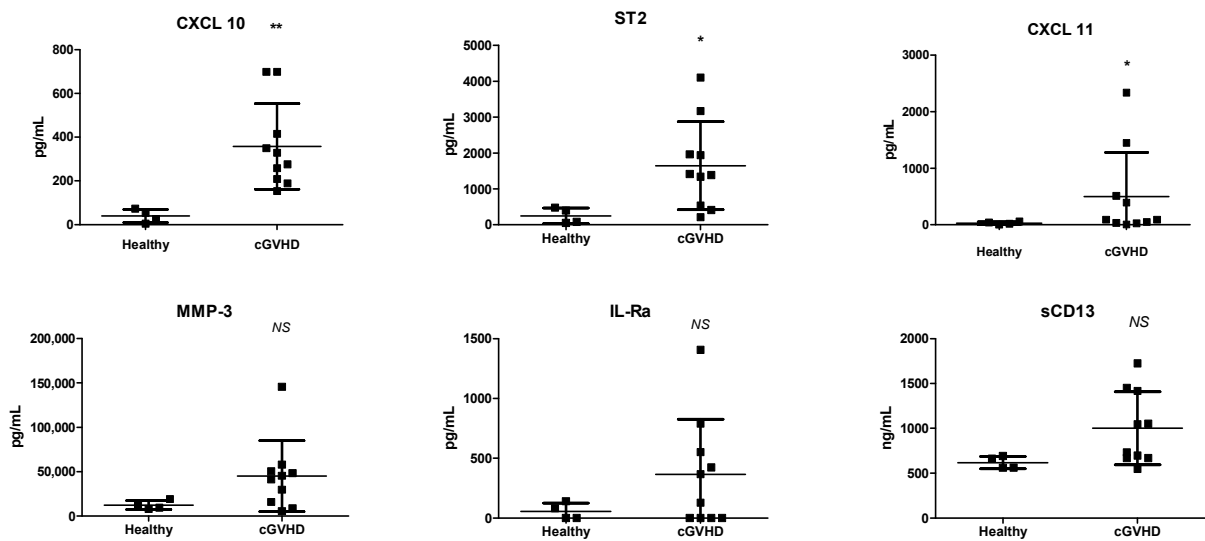 CXCL 10
**
800
600
400
200
0
pg/mL
Healthy
cGVHD
ST2
*
5000
4000
3000
2000
1000
0
pg/mL
Healthy
cGVHD
CXCL 11
*
3000
2000
1000
0
pg/mL
Healthy
cGVHD
MMP-3
NS
200,000
150,000
100,000
50,000
0
pg/mL
Healthy
cGVHD
IL-Ra
NS
1500
1000
500
0
pg/mL
Healthy
cGVHD
sCD13
NS
2000
1500
1000
500
0
ng/mL
Healthy
cGVHD